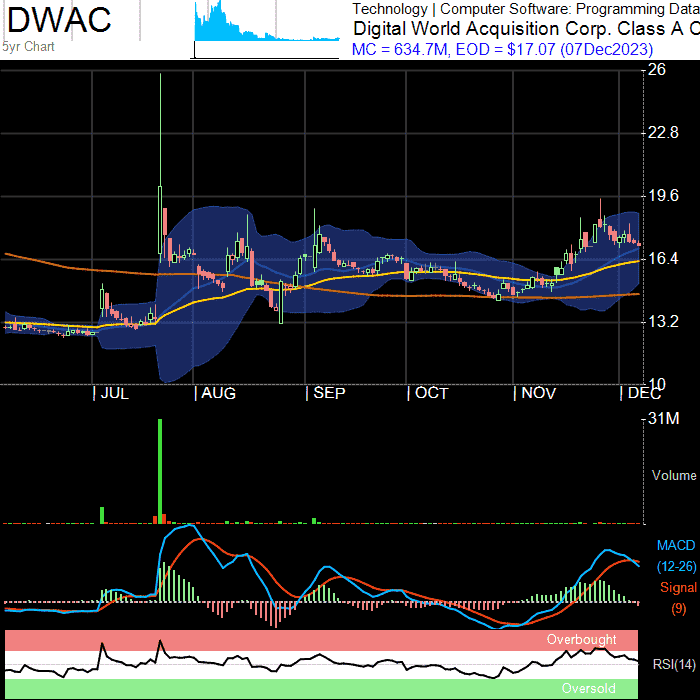 DWAC
5yr Chart
Technology | Computer Software: Programming Data
Digital World Acquisition Corp. Class A C
MC = 634.7M, EOD = $17.07 (07Dec2023)
26
22.8
19.6
16.4
13.2
10
| JUL | AUG | SEP | OCT | NOV | DEC
31M
Volume
MACD
(12-26)
Signal
(9)
Overbought
RSI(14)
Oversold